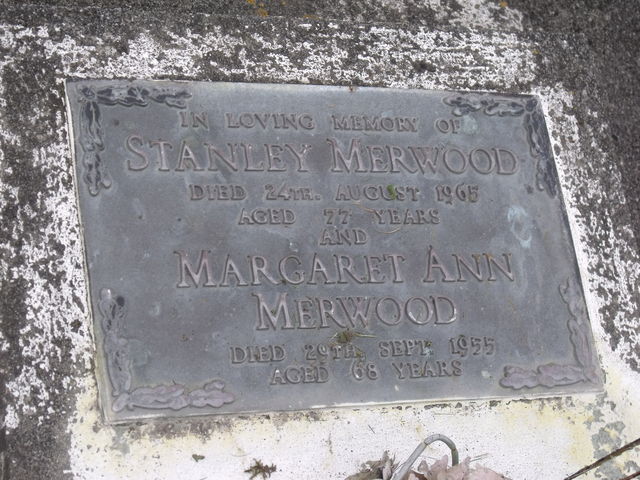 IN LOVING MEMORY OF
STANLEY MERWOOD
DIED 24TH. AUGUST 1965
AGED 77 YEARS
AND
MARGARET ANN
MERWOOD
DIED 29TH. SEPT. 1955
AGED 68 YEARS